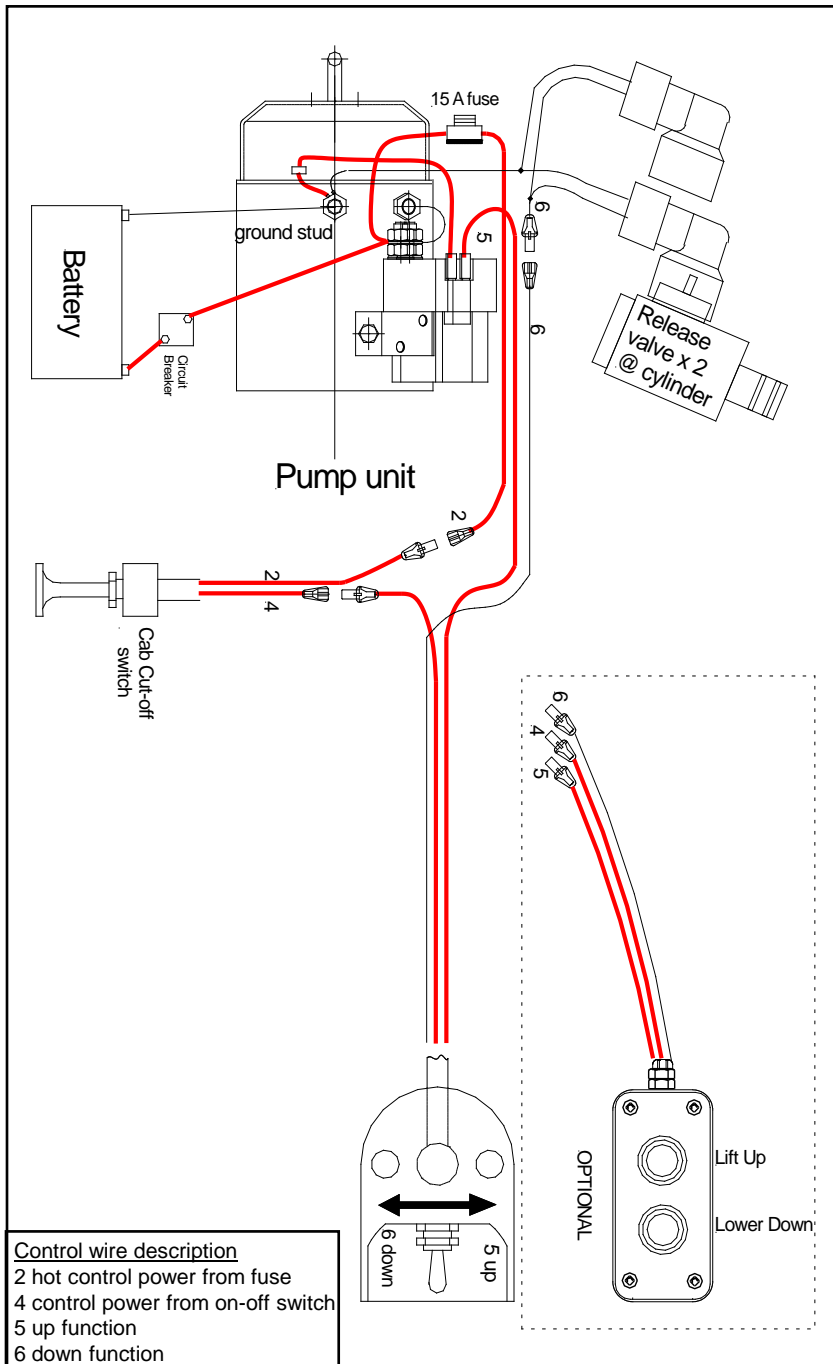 15 A fuse
6
ground stud
5
Battery
6
Release
valve x 2
@ cylinder
Circuit
Breaker
Pump unit
2
2
4
Cab Cut-off
switch
6
4
5
Lift Up
OPTIONAL
Lower Down
6 down
5 up
Control wire description
2 hot control power from fuse
4 control power from on-off switch
5 up function
6 down function